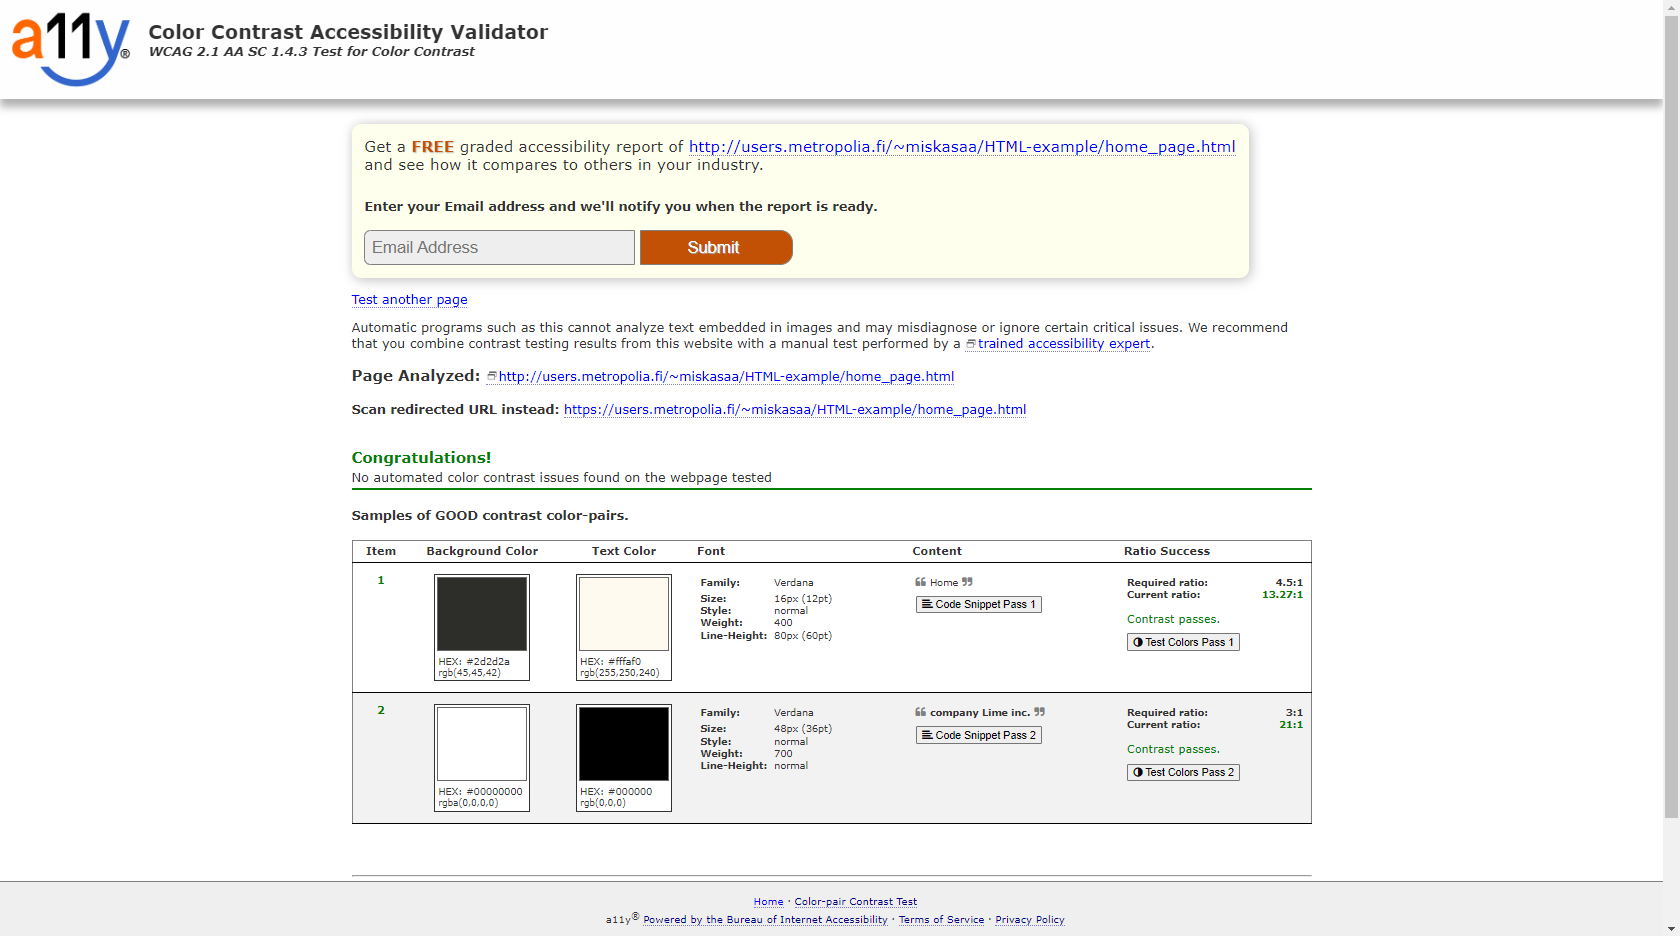 a11y®
Color Contrast Accessibility Validator
WCAG 2.1 AA SC 1.4.3 Test for Color Contrast
Get a FREE graded accessibility report of http://users.metropolia.fi/~miskasaa/HTML-example/home_page.html
and see how it compares to others in your industry.
Enter your Email address and we'll notify you when the report is ready.
Email Address
Submit
Test another page
Automatic programs such as this cannot analyze text embedded in images and may misdiagnose or ignore certain critical issues. We recommend
that you combine contrast testing results from this website with a manual test performed by a trained accessibility expert.
Page Analyzed: http://users.metropolia.fi/~miskasaa/HTML-example/home_page.html
Scan redirected URL instead: https://users.metropolia.fi/~miskasaa/HTML-example/home_page.html
Congratulations!
No automated color contrast issues found on the webpage tested
Samples of GOOD contrast color-pairs.
Item Background Color Text Color Font Content Ratio Success
1
HEX: #2d2d2a
rgb(45,45,42)
HEX: #fffaf0
rgb(255,250,240)
Family: Verdana
Size: 16px (12pt)
Style: normal
Weight: 400
Line-Height: 80px (60pt)
“ Home ”
Code Snippet Pass 1
Required ratio: 4.5:1
Current ratio: 13.27:1
Contrast passes.
Test Colors Pass 1
2
HEX: #00000000
rgba(0,0,0,0)
HEX: #000000
rgb(0,0,0)
Family: Verdana
Size: 48px (36pt)
Style: normal
Weight: 700
Line-Height: normal
“ company Lime inc. ”
Code Snippet Pass 2
Required ratio: 3:1
Current ratio: 21:1
Contrast passes.
Test Colors Pass 2
Home · Color-pair Contrast Test
a11y® Powered by the Bureau of Internet Accessibility · Terms of Service · Privacy Policy